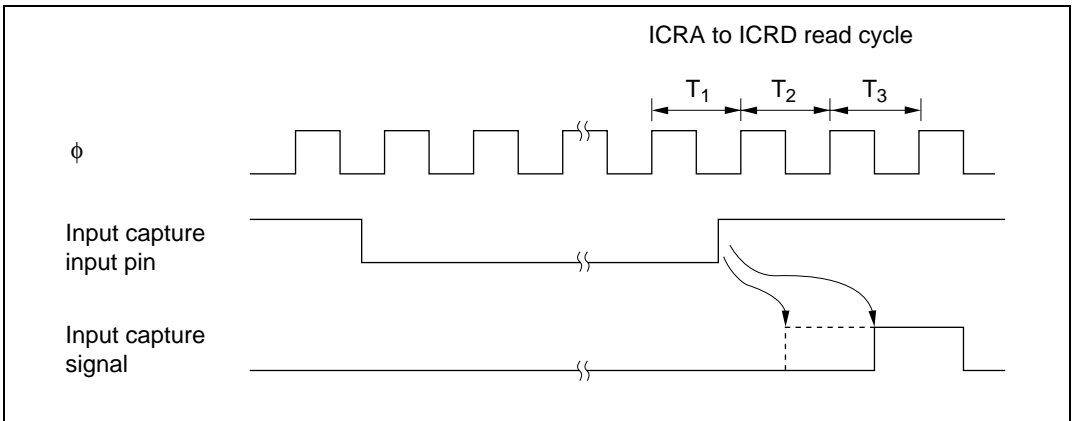 ICRA to ICRD read cycle
T1 T2 T3
ϕ
Input capture
input pin
Input capture
signal